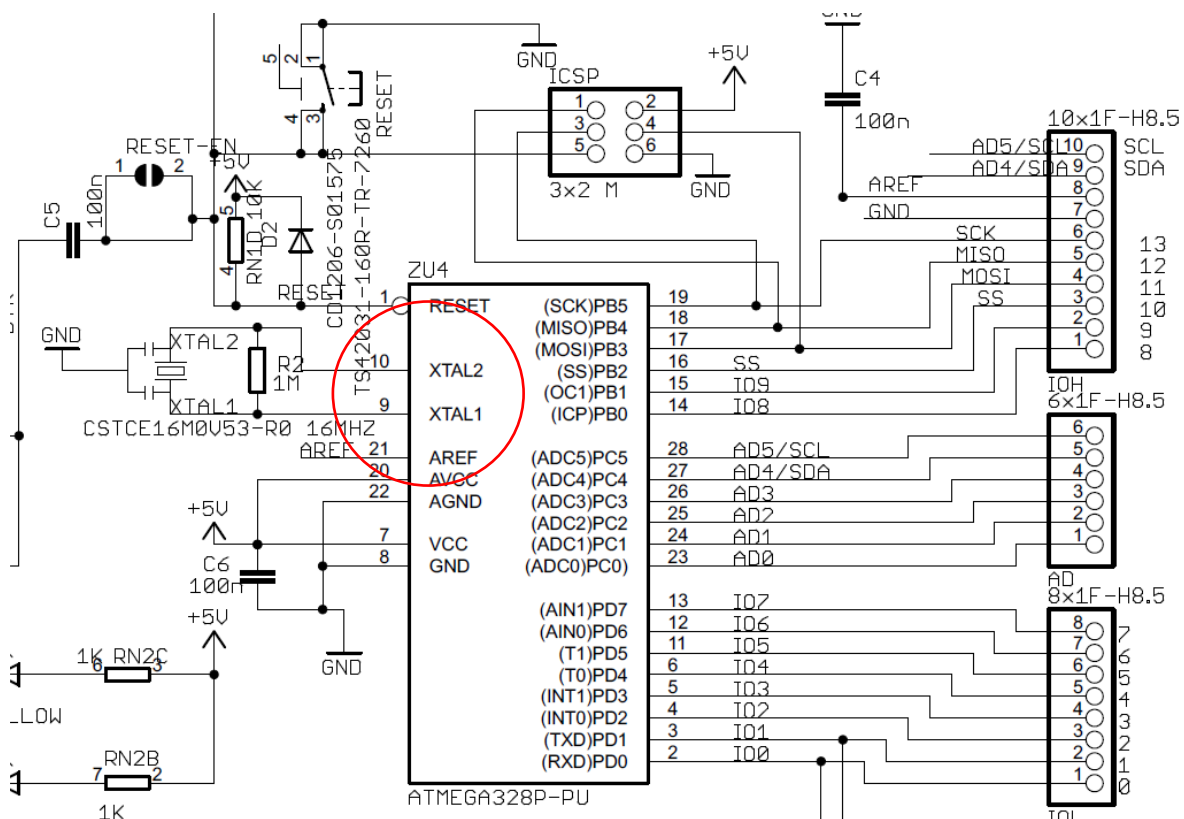 GND
5 2 1
GND
4 3
RESET
ICSP
1 2
3 4
5 6
3x2 M
+5V
GND
C4
100n
RESET-EN
1 2
+5V
C5
100n
5
4
RN1D 10K
D2
CD1206-S01575
TS42031-160R-TR-7260
RESET
GND
XTAL2
XTAL1
R2
1M
CSTCE16M0V53-R0 16MHZ
AREF
ZU4
1 RESET
10 XTAL2
9 XTAL1
21 AREF
20 AVCC
22 AGND
7 VCC
8 GND
(SCK)PB5 19
(MISO)PB4 18
(MOSI)PB3 17
(SS)PB2 16 SS
(OC1)PB1 15 IO9
(ICP)PB0 14 IO8
(ADC5)PC5 28 AD5/SCL
(ADC4)PC4 27 AD4/SDA
(ADC3)PC3 26 AD3
(ADC2)PC2 25 AD2
(ADC1)PC1 24 AD1
(ADC0)PC0) 23 AD0
(AIN1)PD7 13 IO7
(AIN0)PD6 12 IO6
(T1)PD5 11 IO5
(T0)PD4 6 IO4
(INT1)PD3 5 IO3
(INT0)PD2 4 IO2
(TXD)PD1 3 IO1
(RXD)PD0 2 IO0
ATMEGA328P-PU
+5V
C6
100n
GND
+5V
1K RN2C
6 3
LOW
RN2B
7 2
1K
10x1F-H8.5
AD5/SCL 10 SCL
AD4/SDA 9 SDA
AREF 8
GND 7
SCK 6 13
MISO 5 12
MOSI 4 11
SS 3 10
2 9
1 8
IOH
6x1F-H8.5
6
5
4
3
2
1
AD
8x1F-H8.5
8 7
7 6
6 5
5 4
4 3
3 2
2 1
1 0
IOL